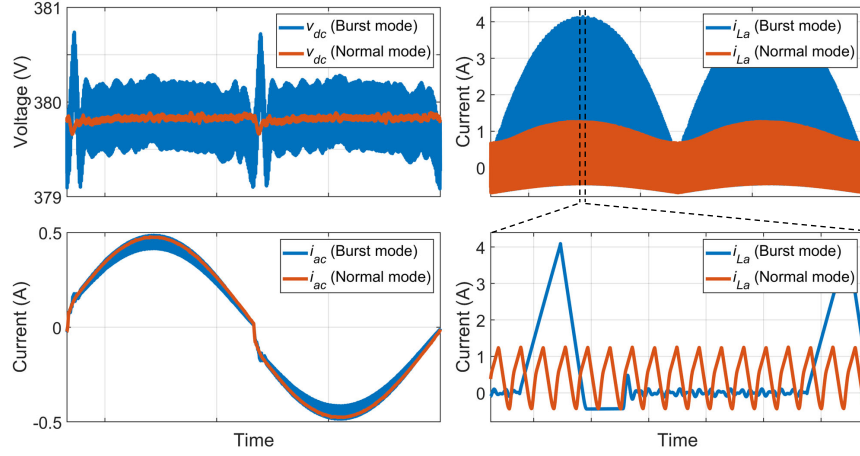 381
380
379
Voltage (V)
v_dc (Burst mode)
v_dc (Normal mode)
4
3
2
1
0
Current (A)
i_La (Burst mode)
i_La (Normal mode)
0.5
0
-0.5
Current (A)
i_ac (Burst mode)
i_ac (Normal mode)
Time
4
3
2
1
0
Current (A)
i_La (Burst mode)
i_La (Normal mode)
Time